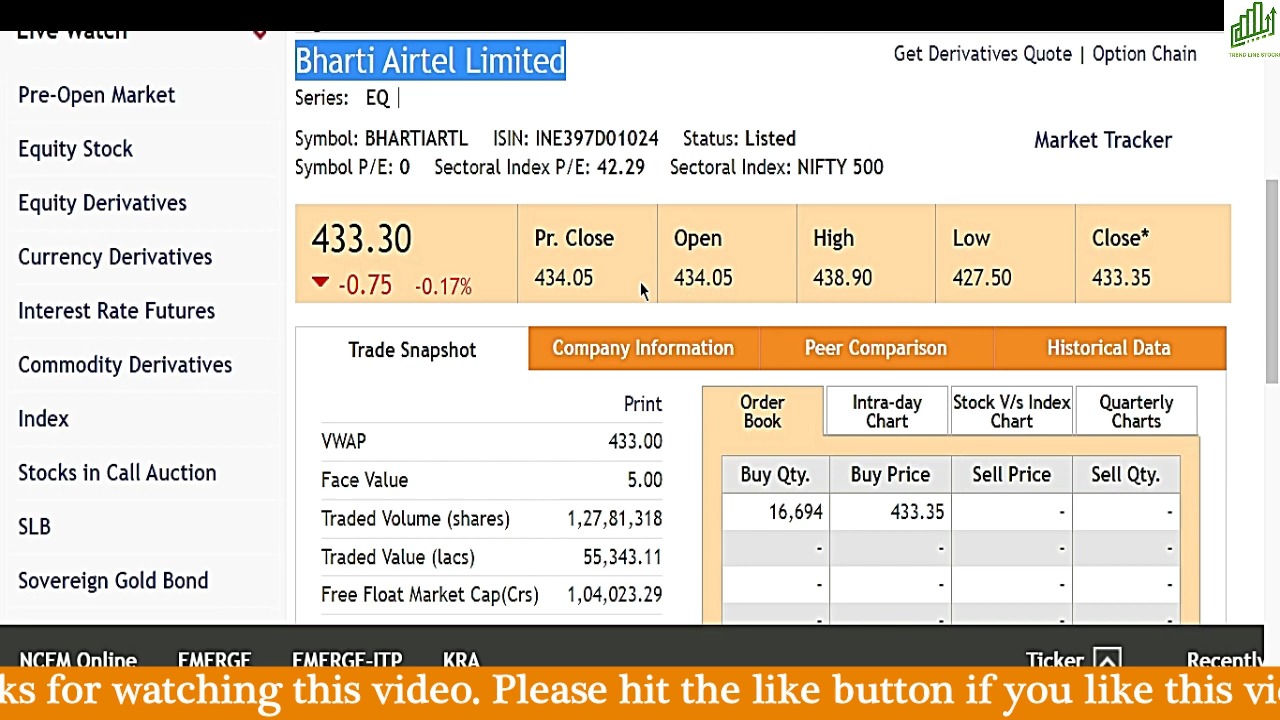 Live Watch
Pre-Open Market
Equity Stock
Equity Derivatives
Currency Derivatives
Interest Rate Futures
Commodity Derivatives
Index
Stocks in Call Auction
SLB
Sovereign Gold Bond
Bharti Airtel Limited
Get Derivatives Quote | Option Chain
Series: EQ |
Symbol: BHARTIARTL ISIN: INE397D01024 Status: Listed
Market Tracker
Symbol P/E: 0 Sectoral Index P/E: 42.29 Sectoral Index: NIFTY 500
433.30
-0.75 -0.17%
Pr. Close Open High Low Close*
434.05 434.05 438.90 427.50 433.35
Trade Snapshot Company Information Peer Comparison Historical Data
Print
VWAP 433.00
Face Value 5.00
Traded Volume (shares) 1,27,81,318
Traded Value (lacs) 55,343.11
Free Float Market Cap(Crs) 1,04,023.29
Order Book
Intra-day Chart
Stock V/s Index Chart
Quarterly Charts
Buy Qty. Buy Price Sell Price Sell Qty.
16,694 433.35 - -
- - - -
- - - -
- - - -
NCFM Online EMERGE EMERGE-ITP KRA Ticker Recently
ks for watching this video. Please hit the like button if you like this vi
TREND LINE STOCK